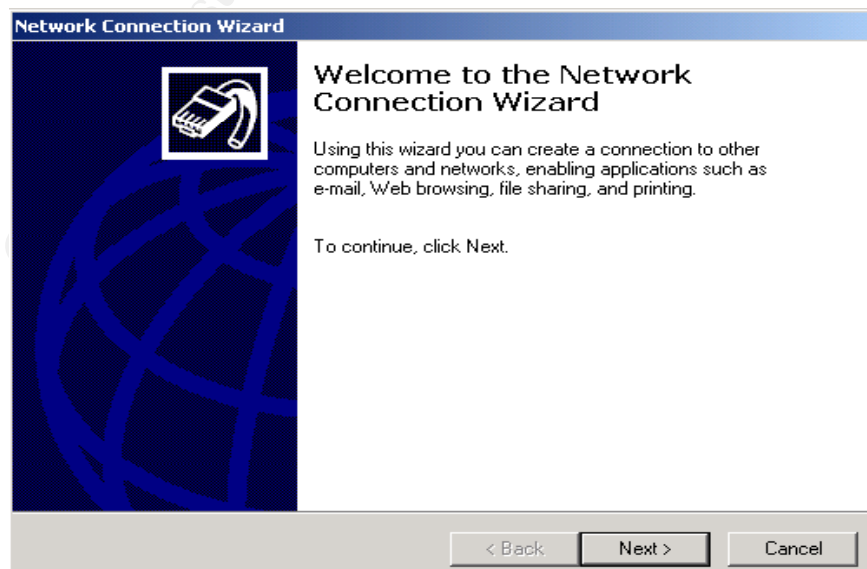 Network Connection Wizard
Welcome to the Network
Connection Wizard
Using this wizard you can create a connection to other
computers and networks, enabling applications such as
e-mail, Web browsing, file sharing, and printing.
To continue, click Next.
< Back
Next >
Cancel